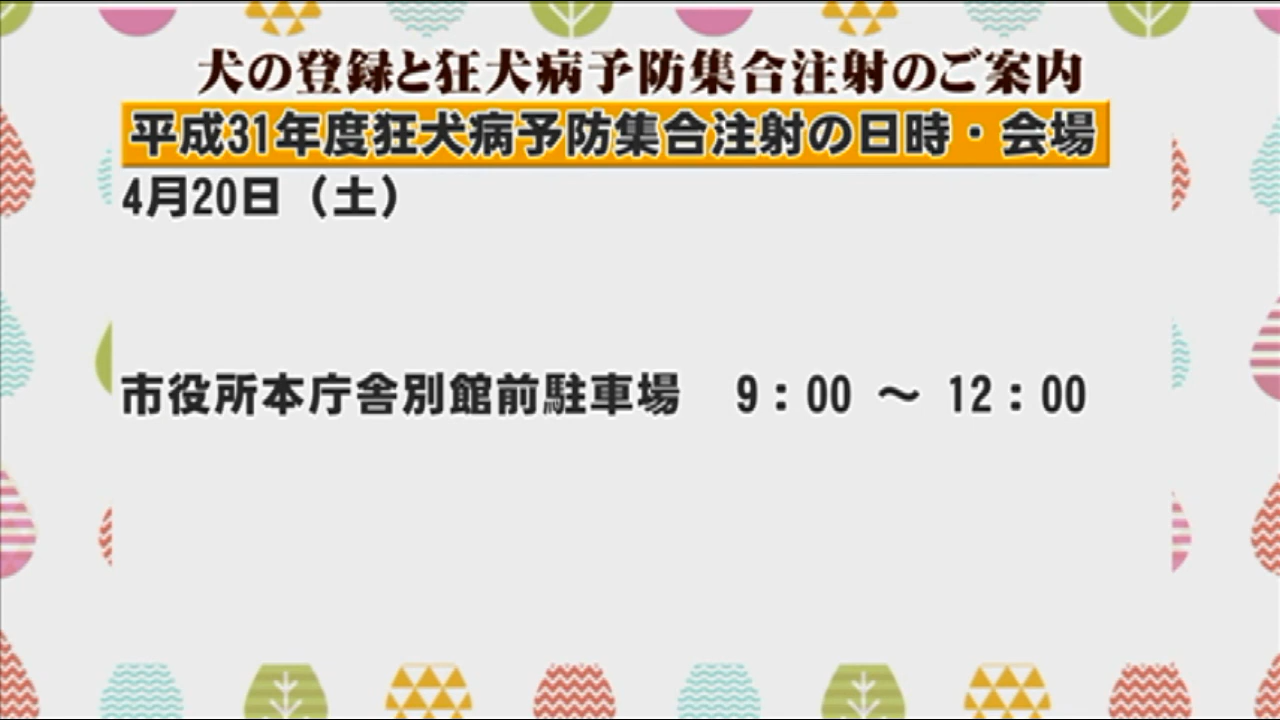 犬の登録と狂犬病予防集合注射のご案内
平成31年度狂犬病予防集合注射の日時・会場
4月20日（土）
市役所本庁舎別館前駐車場　9：00 ～ 12：00